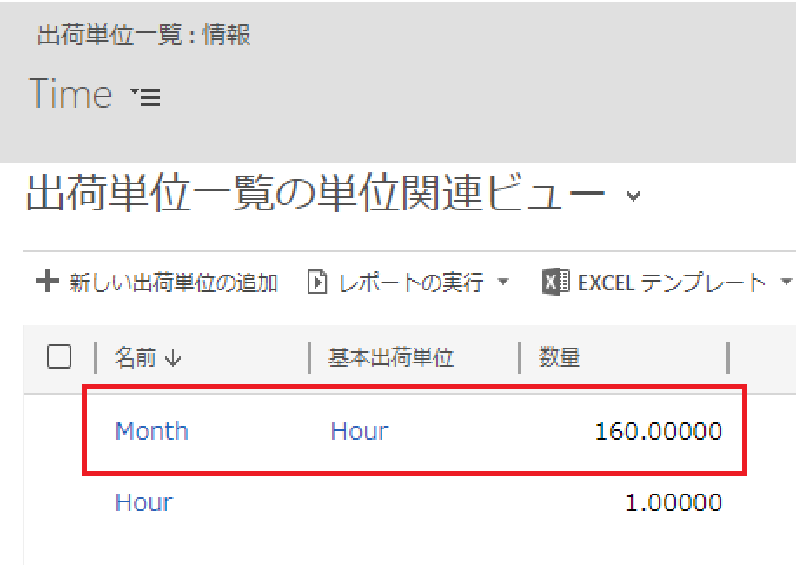 出荷単位一覧 : 情報
Time
出荷単位一覧の単位関連ビュー
新しい出荷単位の追加 レポートの実行 EXCEL テンプレート
名前 基本出荷単位 数量
Month Hour 160.00000
Hour 1.00000